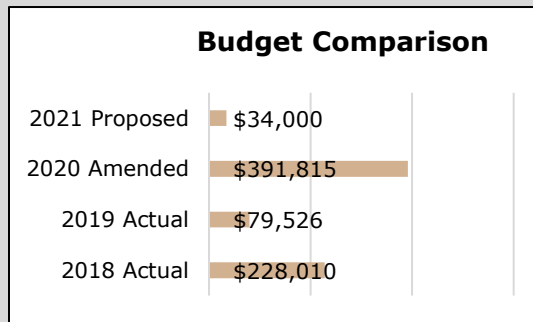 Budget Comparison
2021 Proposed $34,000
2020 Amended $391,815
2019 Actual $79,526
2018 Actual $228,010